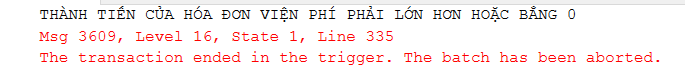 THÀNH TIỀN CỦA HÓA ĐƠN VIỆN PHÍ PHẢI LỚN HƠN HOẶC BẰNG 0
Msg 3609, Level 16, State 1, Line 335
The transaction ended in the trigger. The batch has been aborted.